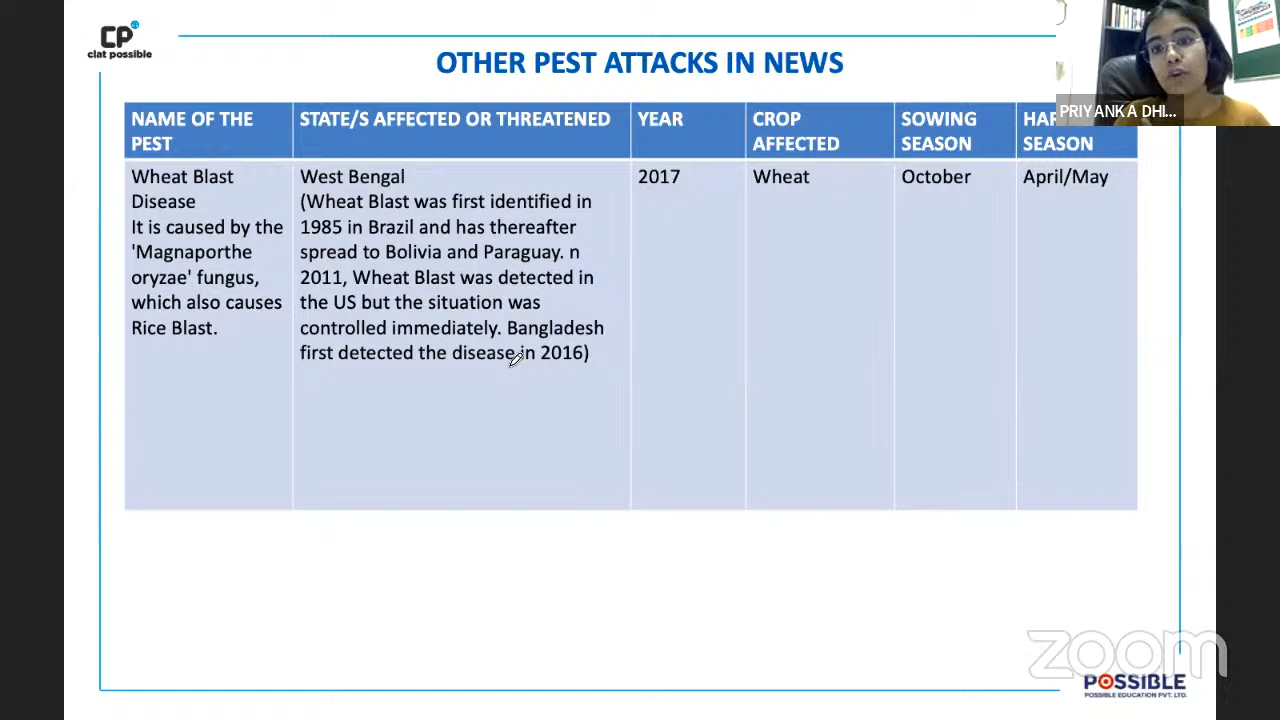 CP
clat possible
OTHER PEST ATTACKS IN NEWS
PRIYANKA DHI...
NAME OF THE
PEST
STATE/S AFFECTED OR THREATENED
YEAR
CROP
AFFECTED
SOWING
SEASON
HAR
SEASON
Wheat Blast
Disease
It is caused by the
'Magnaporthe
oryzae' fungus,
which also causes
Rice Blast.
West Bengal
(Wheat Blast was first identified in
1985 in Brazil and has thereafter
spread to Bolivia and Paraguay. n
2011, Wheat Blast was detected in
the US but the situation was
controlled immediately. Bangladesh
first detected the disease in 2016)
2017
Wheat
October
April/May
zoom
POSSIBLE
POSSIBLE EDUCATION PVT. LTD.